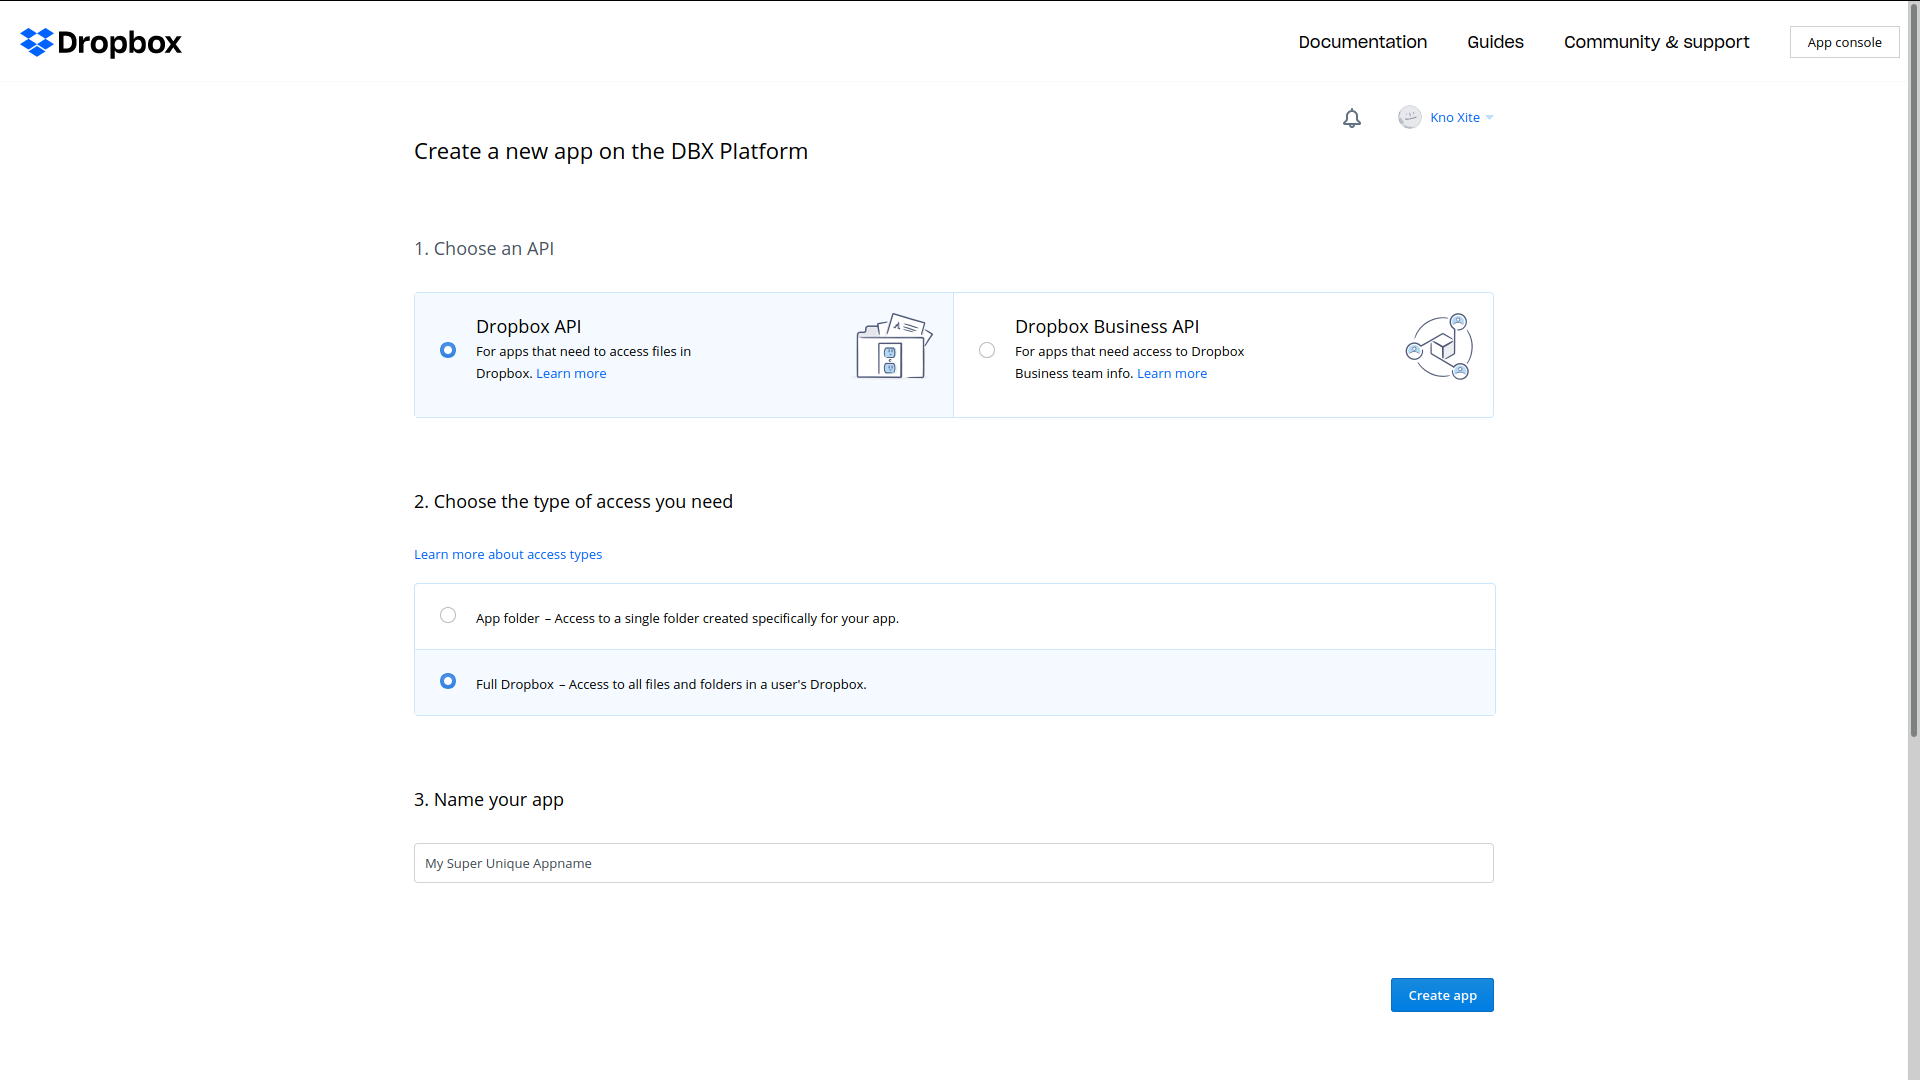 Dropbox
Documentation
Guides
Community & support
App console
Kno Xite
Create a new app on the DBX Platform
1. Choose an API
Dropbox API
For apps that need to access files in
Dropbox. Learn more
Dropbox Business API
For apps that need access to Dropbox
Business team info. Learn more
2. Choose the type of access you need
Learn more about access types
App folder – Access to a single folder created specifically for your app.
Full Dropbox – Access to all files and folders in a user's Dropbox.
3. Name your app
My Super Unique Appname
Create app